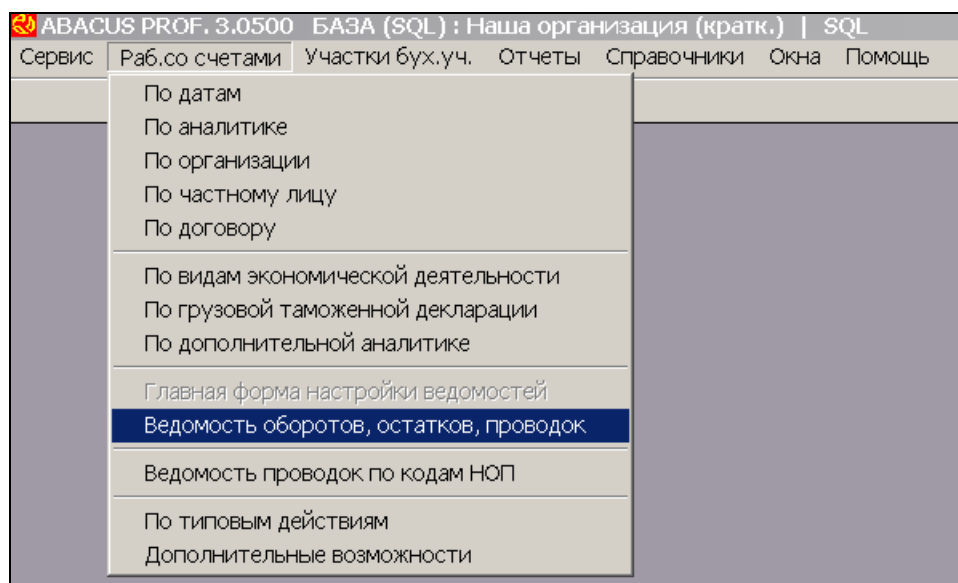 ABACUS PROF. 3.0500 БАЗА (SQL) : Наша организация (кратк.) | SQL
Сервис Раб.со счетами Участки бух.уч. Отчеты Справочники Окна Помощь
По датам
По аналитике
По организации
По частному лицу
По договору
По видам экономической деятельности
По грузовой таможенной декларации
По дополнительной аналитике
Главная форма настройки ведомостей
Ведомость оборотов, остатков, проводок
Ведомость проводок по кодам НОП
По типовым действиям
Дополнительные возможности